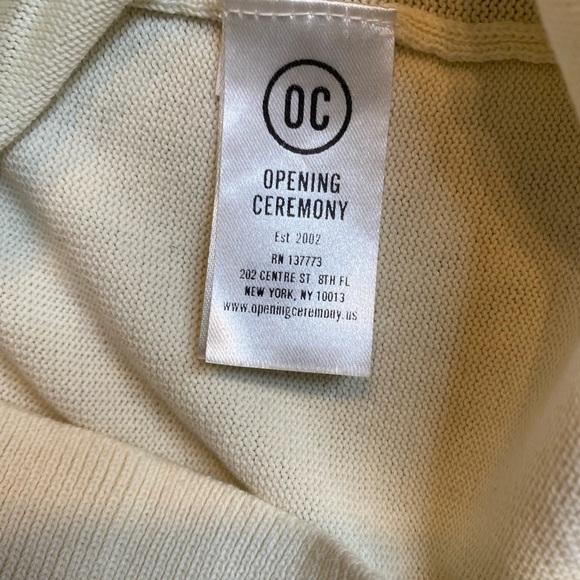 OC
OPENING
CEREMONY
Est 2002
RN 137773
202 CENTRE ST 8TH FL
NEW YORK, NY 10013
www.openingceremony.us